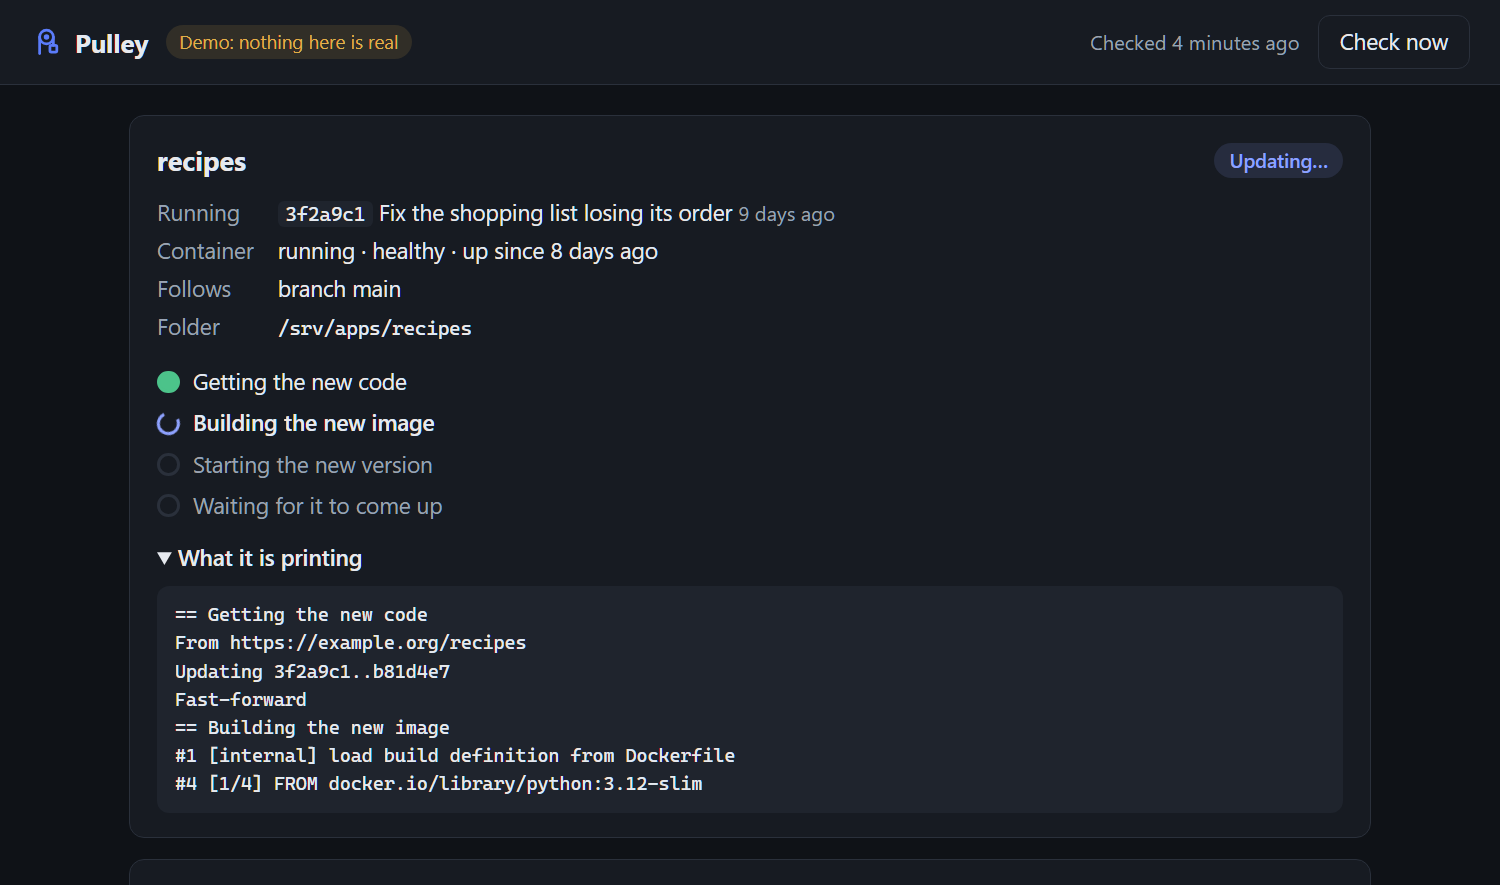 Pulley
Demo: nothing here is real
Checked 4 minutes ago
Check now
recipes
Updating...
Running 3f2a9c1 Fix the shopping list losing its order 9 days ago
Container running · healthy · up since 8 days ago
Follows branch main
Folder /srv/apps/recipes
Getting the new code
Building the new image
Starting the new version
Waiting for it to come up
▼ What it is printing
== Getting the new code
From https://example.org/recipes
Updating 3f2a9c1..b81d4e7
Fast-forward
== Building the new image
#1 [internal] load build definition from Dockerfile
#4 [1/4] FROM docker.io/library/python:3.12-slim